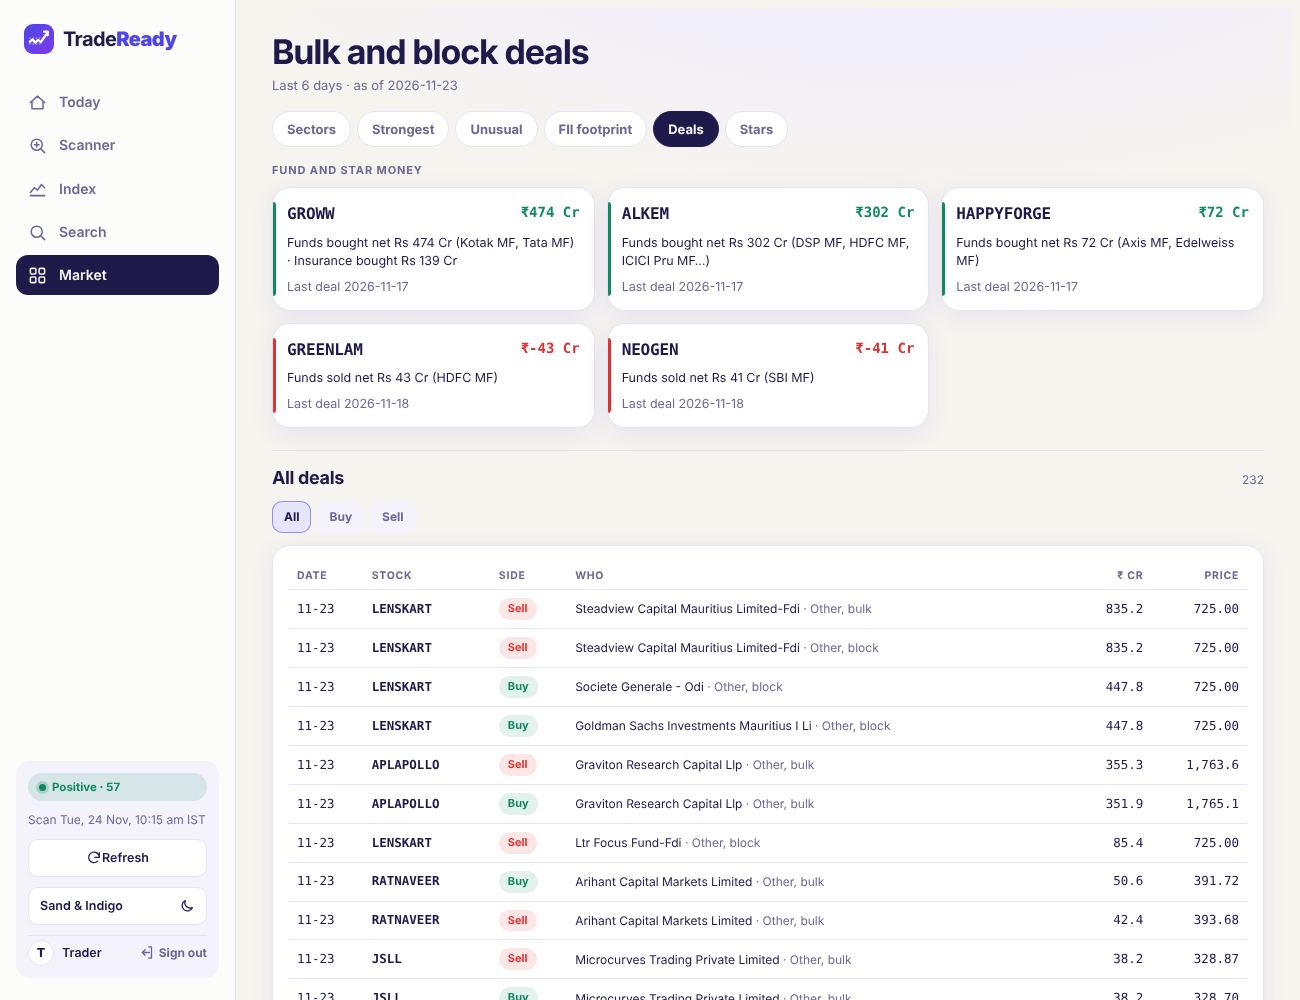 TradeReady
Today
Scanner
Index
Search
Market
Positive · 57
Scan Tue, 24 Nov, 10:15 am IST
Refresh
Sand & Indigo
T Trader Sign out
Bulk and block deals
Last 6 days · as of 2026-11-23
Sectors Strongest Unusual FII footprint Deals Stars
FUND AND STAR MONEY
GROWW ₹474 Cr
Funds bought net Rs 474 Cr (Kotak MF, Tata MF)
· Insurance bought Rs 139 Cr
Last deal 2026-11-17
ALKEM ₹302 Cr
Funds bought net Rs 302 Cr (DSP MF, HDFC MF,
ICICI Pru MF...)
Last deal 2026-11-17
HAPPYFORGE ₹72 Cr
Funds bought net Rs 72 Cr (Axis MF, Edelweiss
MF)
Last deal 2026-11-17
GREENLAM ₹-43 Cr
Funds sold net Rs 43 Cr (HDFC MF)
Last deal 2026-11-18
NEOGEN ₹-41 Cr
Funds sold net Rs 41 Cr (SBI MF)
Last deal 2026-11-18
All deals 232
All Buy Sell
DATE STOCK SIDE WHO ₹ CR PRICE
11-23 LENSKART Sell Steadview Capital Mauritius Limited-Fdi · Other, bulk 835.2 725.00
11-23 LENSKART Sell Steadview Capital Mauritius Limited-Fdi · Other, block 835.2 725.00
11-23 LENSKART Buy Societe Generale - Odi · Other, block 447.8 725.00
11-23 LENSKART Buy Goldman Sachs Investments Mauritius I Li · Other, block 447.8 725.00
11-23 APLAPOLLO Sell Graviton Research Capital Llp · Other, bulk 355.3 1,763.6
11-23 APLAPOLLO Buy Graviton Research Capital Llp · Other, bulk 351.9 1,765.1
11-23 LENSKART Sell Ltr Focus Fund-Fdi · Other, block 85.4 725.00
11-23 RATNAVEER Buy Arihant Capital Markets Limited · Other, bulk 50.6 391.72
11-23 RATNAVEER Sell Arihant Capital Markets Limited · Other, bulk 42.4 393.68
11-23 JSLL Sell Microcurves Trading Private Limited · Other, bulk 38.2 328.87
11-23 JSLL Buy Microcurves Trading Private Limited · Other, bulk 38.2 328.70